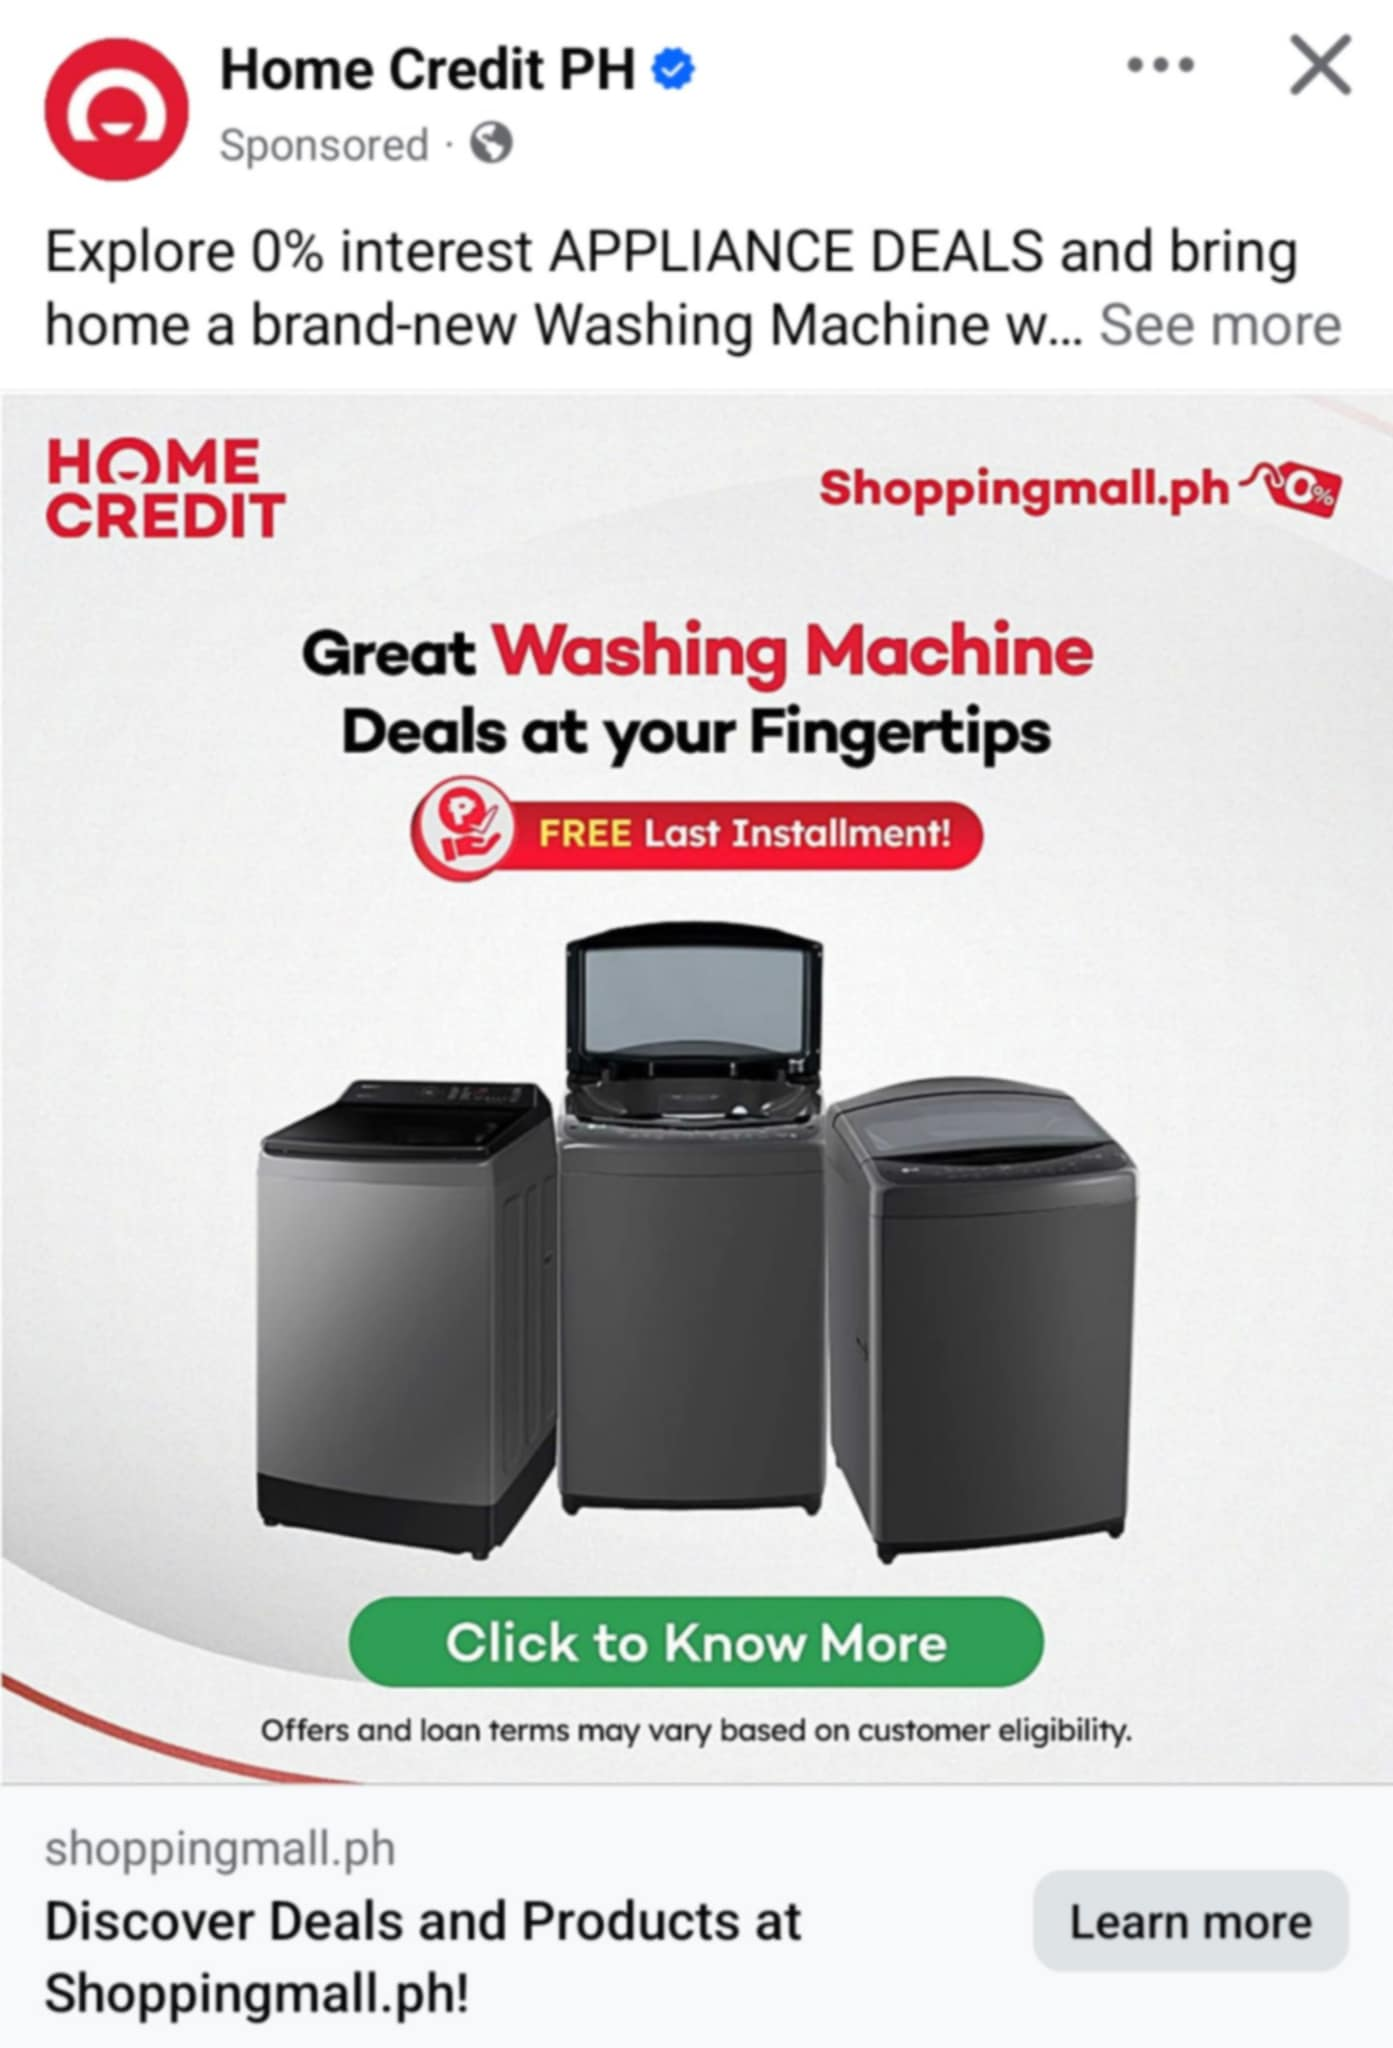 Home Credit PH
Sponsored ·
Explore 0% interest APPLIANCE DEALS and bring
home a brand-new Washing Machine w... See more
HOME
CREDIT
Shoppingmall.ph 0%
Great Washing Machine
Deals at your Fingertips
P
FREE Last Installment!
Click to Know More
Offers and loan terms may vary based on customer eligibility.
shoppingmall.ph
Discover Deals and Products at
Shoppingmall.ph!
Learn more